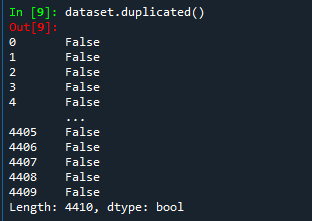 In [9]: dataset.duplicated()
Out[9]:
0       False
1       False
2       False
3       False
4       False
        ...
4405    False
4406    False
4407    False
4408    False
4409    False
Length: 4410, dtype: bool